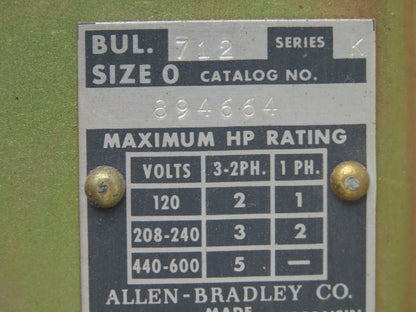 BUL. 712 SERIES K
SIZE 0 CATALOG NO.
894664
MAXIMUM HP RATING
VOLTS 3-2PH. 1 PH.
120 2 1
208-240 3 2
440-600 5 —
ALLEN-BRADLEY CO.
MADE